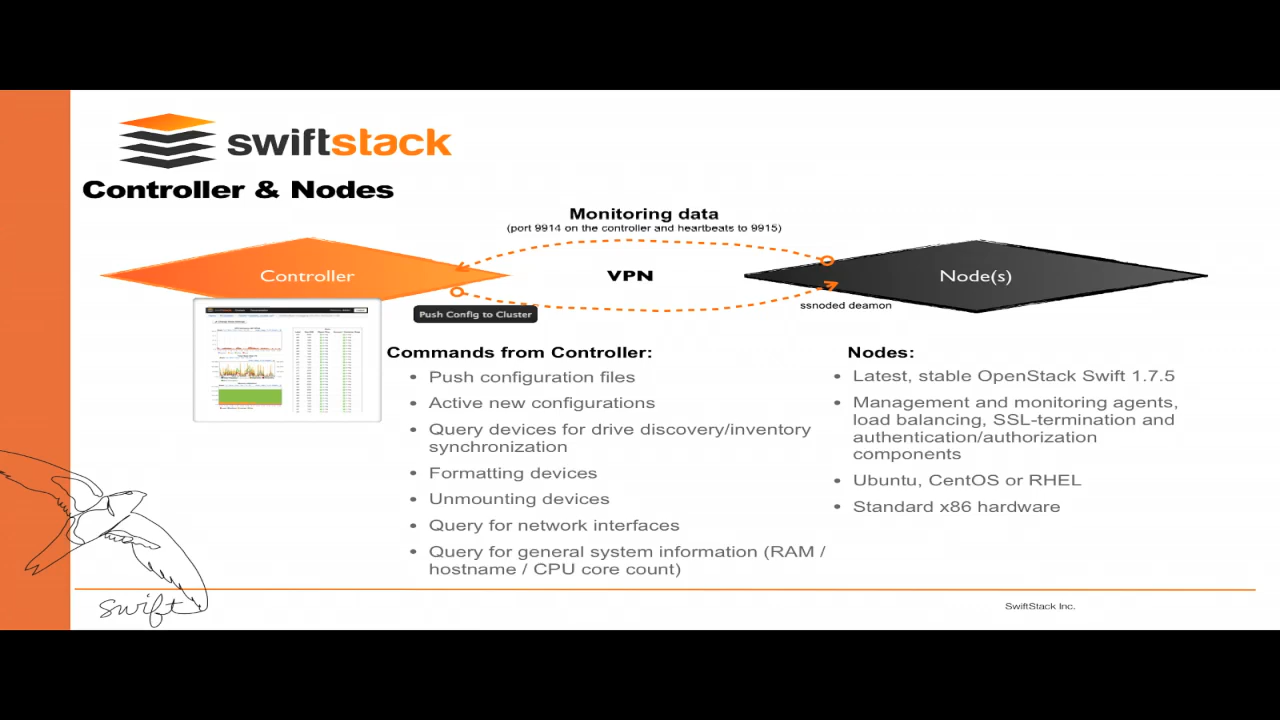 swiftstack
Controller & Nodes
Monitoring data
(port 9914 on the controller and heartbeats to 9915)
Controller
VPN
Node(s)
ssnoded deamon
Push Config to Cluster
Commands from Controller:
• Push configuration files
• Active new configurations
• Query devices for drive discovery/inventory
synchronization
• Formatting devices
• Unmounting devices
• Query for network interfaces
• Query for general system information (RAM /
hostname / CPU core count)
Nodes:
• Latest, stable OpenStack Swift 1.7.5
• Management and monitoring agents,
load balancing, SSL-termination and
authentication/authorization
components
• Ubuntu, CentOS or RHEL
• Standard x86 hardware
swift
SwiftStack Inc.